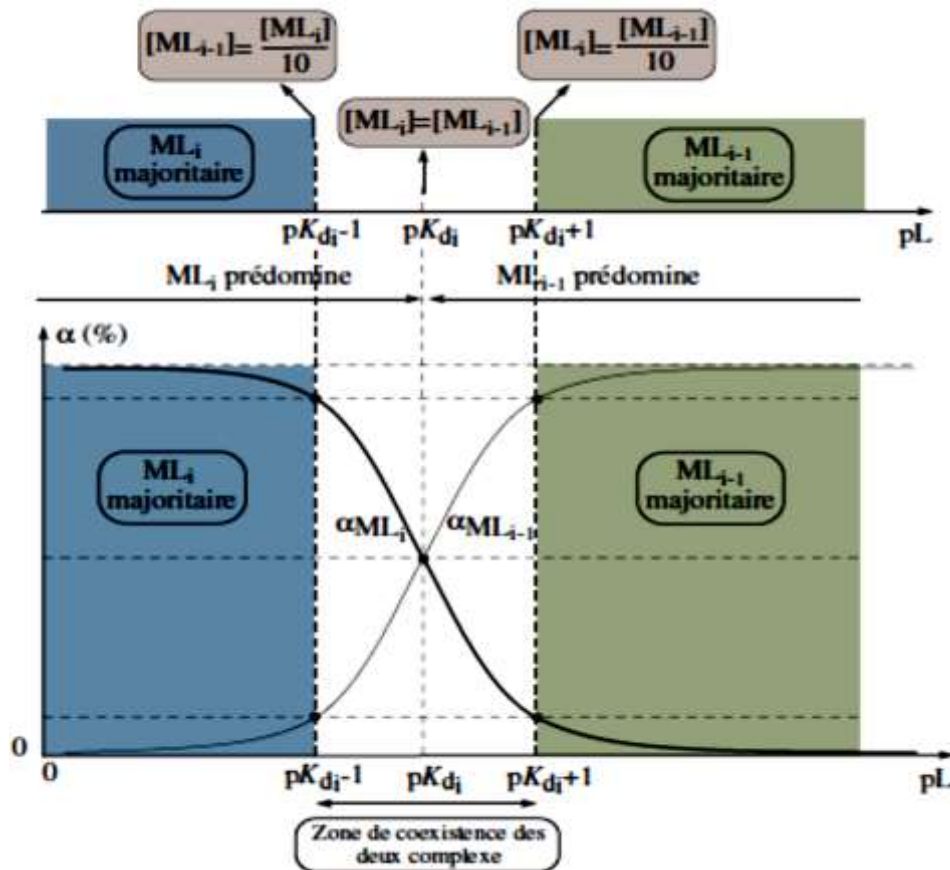 [MLi-1]=[MLi]/10
[MLi]=[MLi-1]/10
[MLi]=[MLi-1]
MLi
majoritaire
MLi-1
majoritaire
pKdi-1
pKdi
pKdi+1
pL
MLi prédomine
MLi-1 prédomine
α (%)
MLi
majoritaire
MLi-1
majoritaire
αMLi
αMLi-1
0
0
pKdi-1
pKdi
pKdi+1
pL
Zone de coexistence des
deux complexe